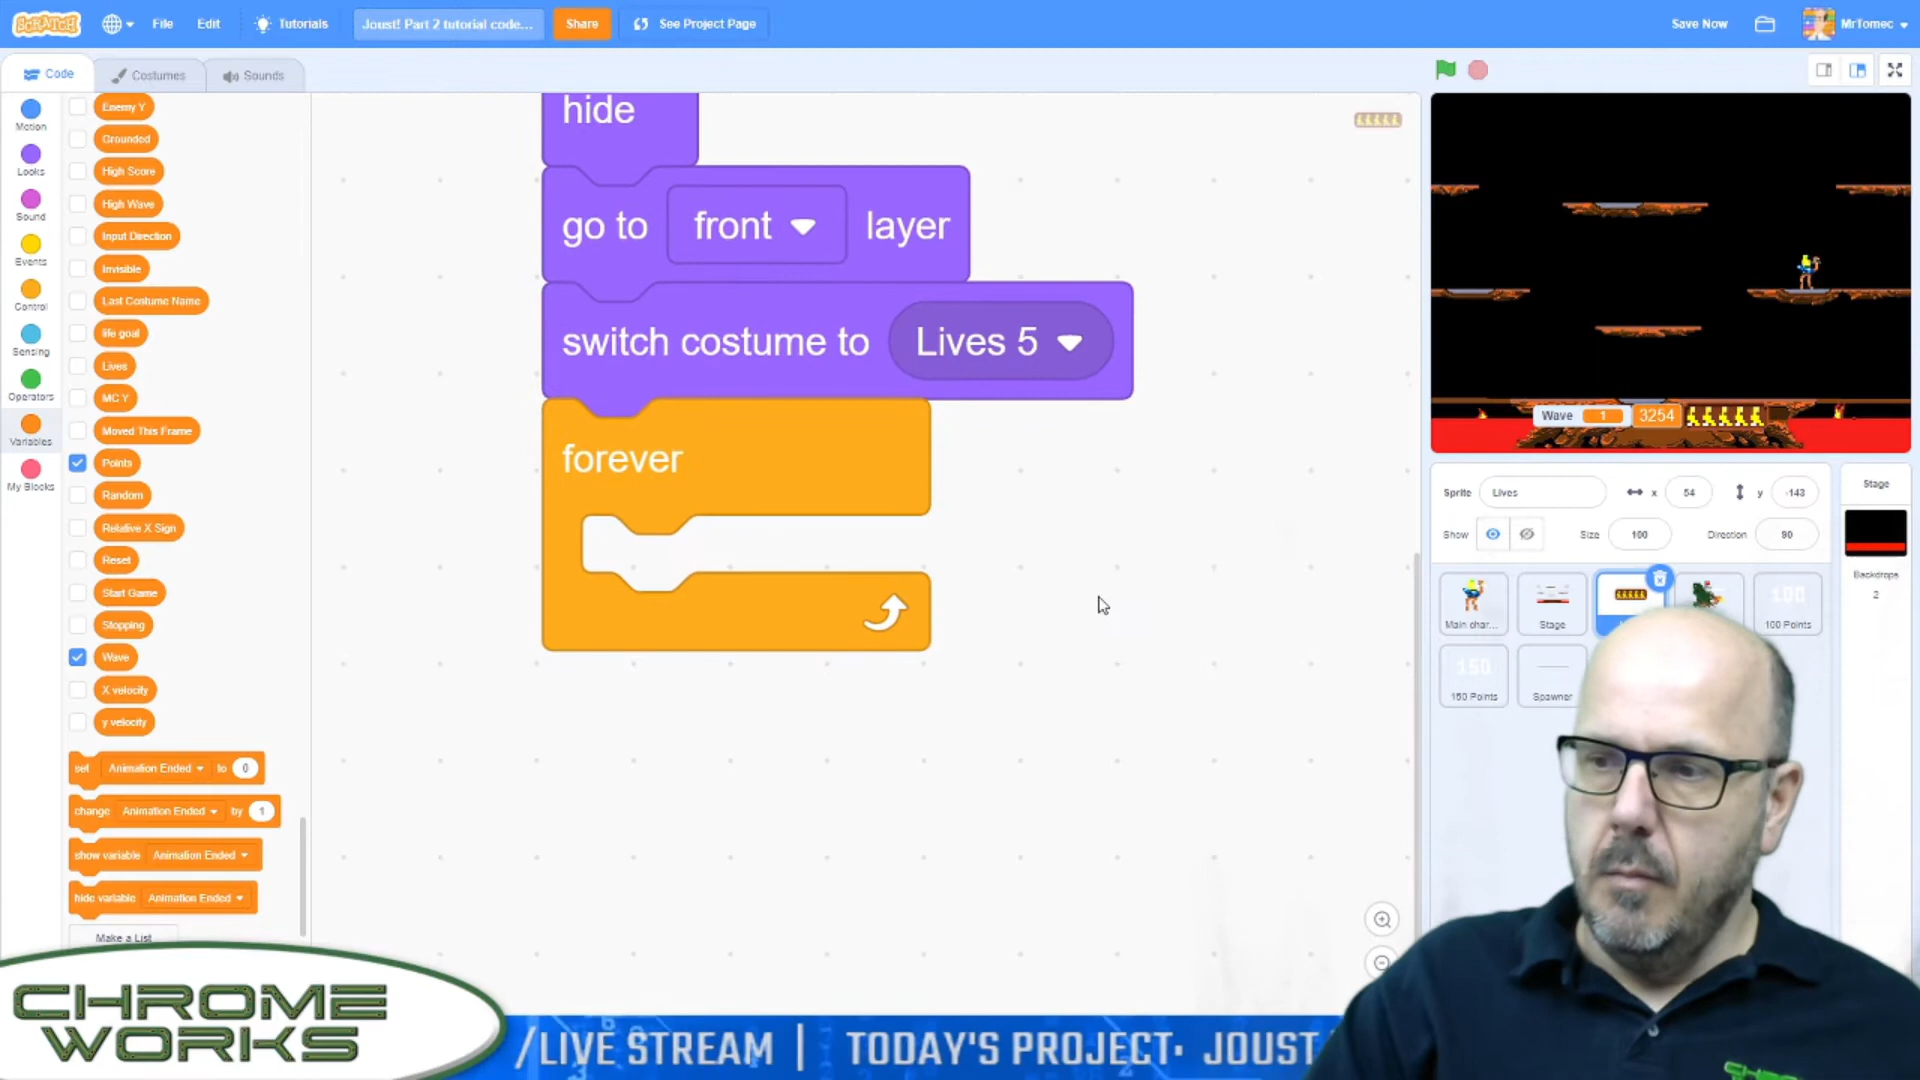 SCRATCH
File
Edit
Tutorials
Joust! Part 2 tutorial code...
Share
See Project Page
Save Now
MrTomec
Code
Costumes
Sounds
Motion
Looks
Sound
Events
Control
Sensing
Operators
Variables
My Blocks
Enemy Y
Grounded
High Score
High Wave
Input Direction
Invisible
Last Costume Name
life goal
Lives
MC Y
Moved This Frame
Points
Random
Relative X Sign
Reset
Start Game
Stopping
Wave
X velocity
y velocity
set Animation Ended to 0
change Animation Ended by 1
show variable Animation Ended
hide variable Animation Ended
Make a List
hide
go to front layer
switch costume to Lives 5
forever
Wave 1 3254
Sprite Lives x 54 y -143
Show Size 100 Direction 90
Main char...
Stage
100
100 Points
150
150 Points
Spawner
Stage
Backdrops
2
CHROME
WORKS
/LIVE STREAM | TODAY'S PROJECT: JOUST